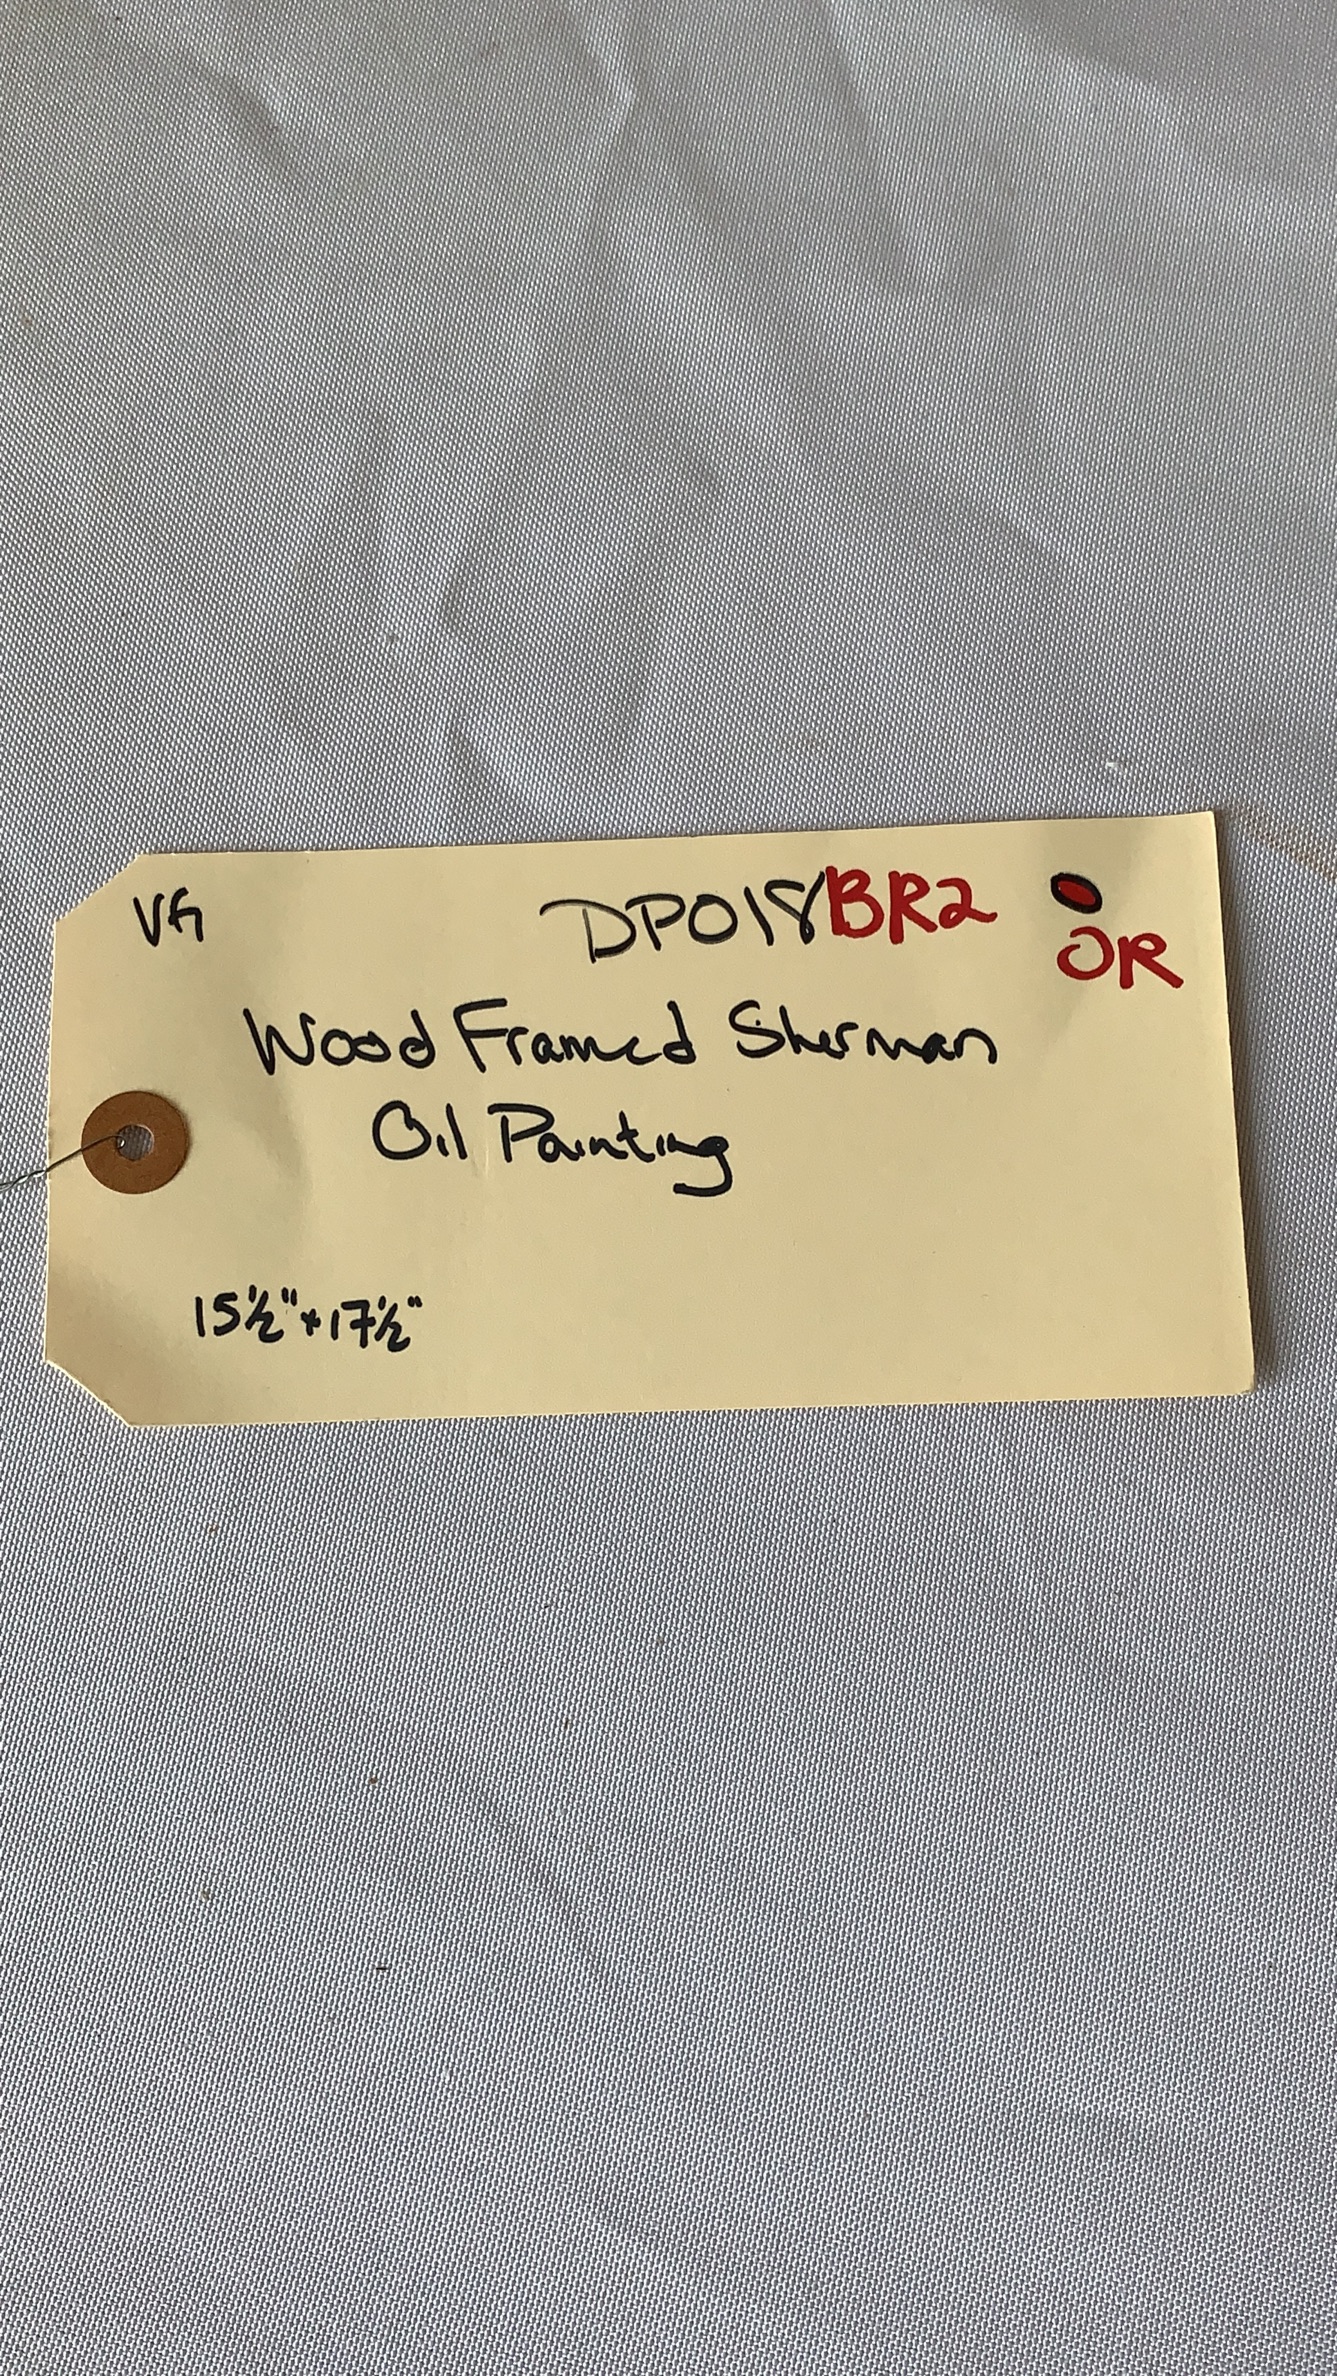 VG DP018BR2
OR
Wood Framed Sherman
Oil Painting
15½"x17½"